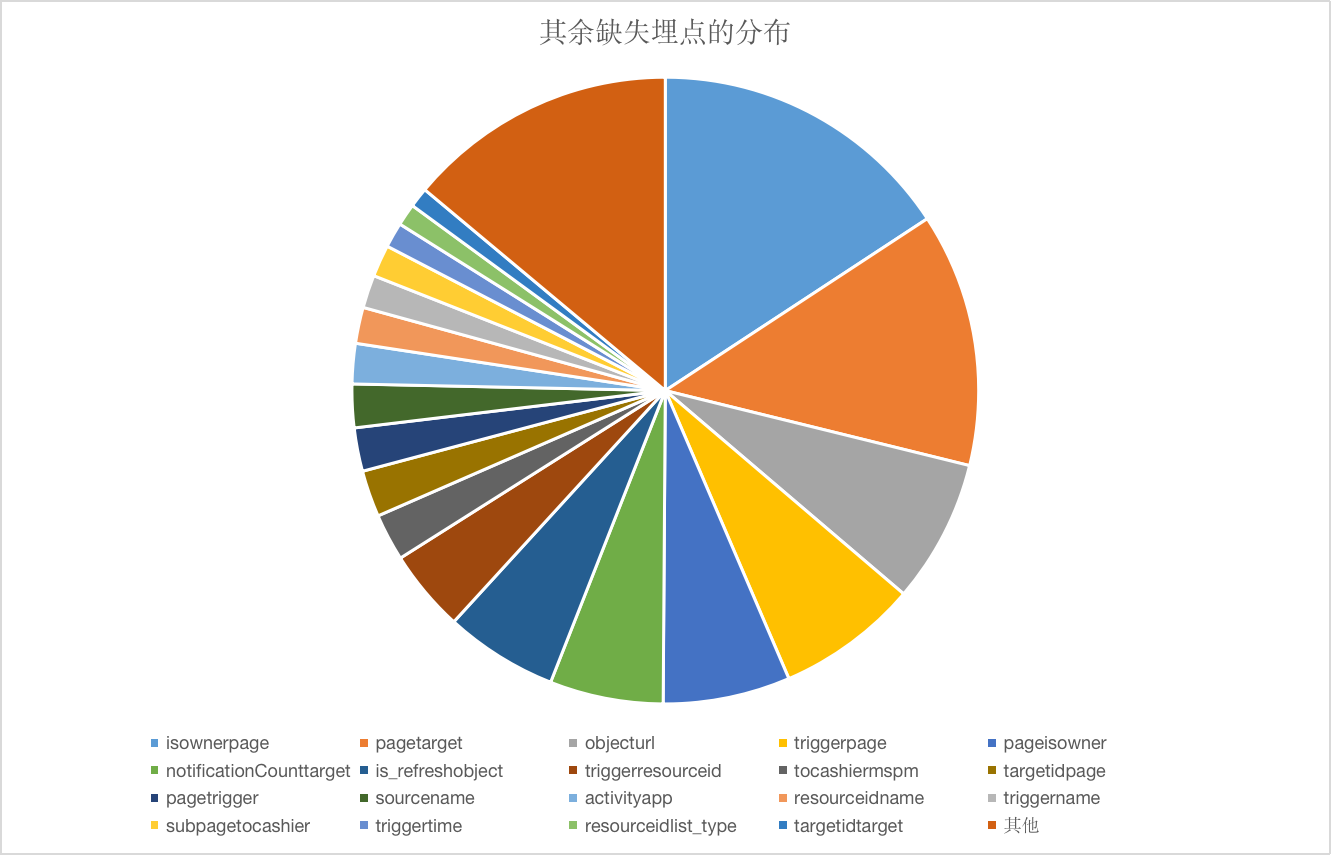 其余缺失埋点的分布
isownerpage pagetarget objecturl triggerpage pageisowner
notificationCounttarget is_refreshobject triggerresourceid tocashiermspm targetidpage
pagetrigger sourcename activityapp resourceidname triggername
subpagetocashier triggertime resourceidlist_type targetidtarget 其他